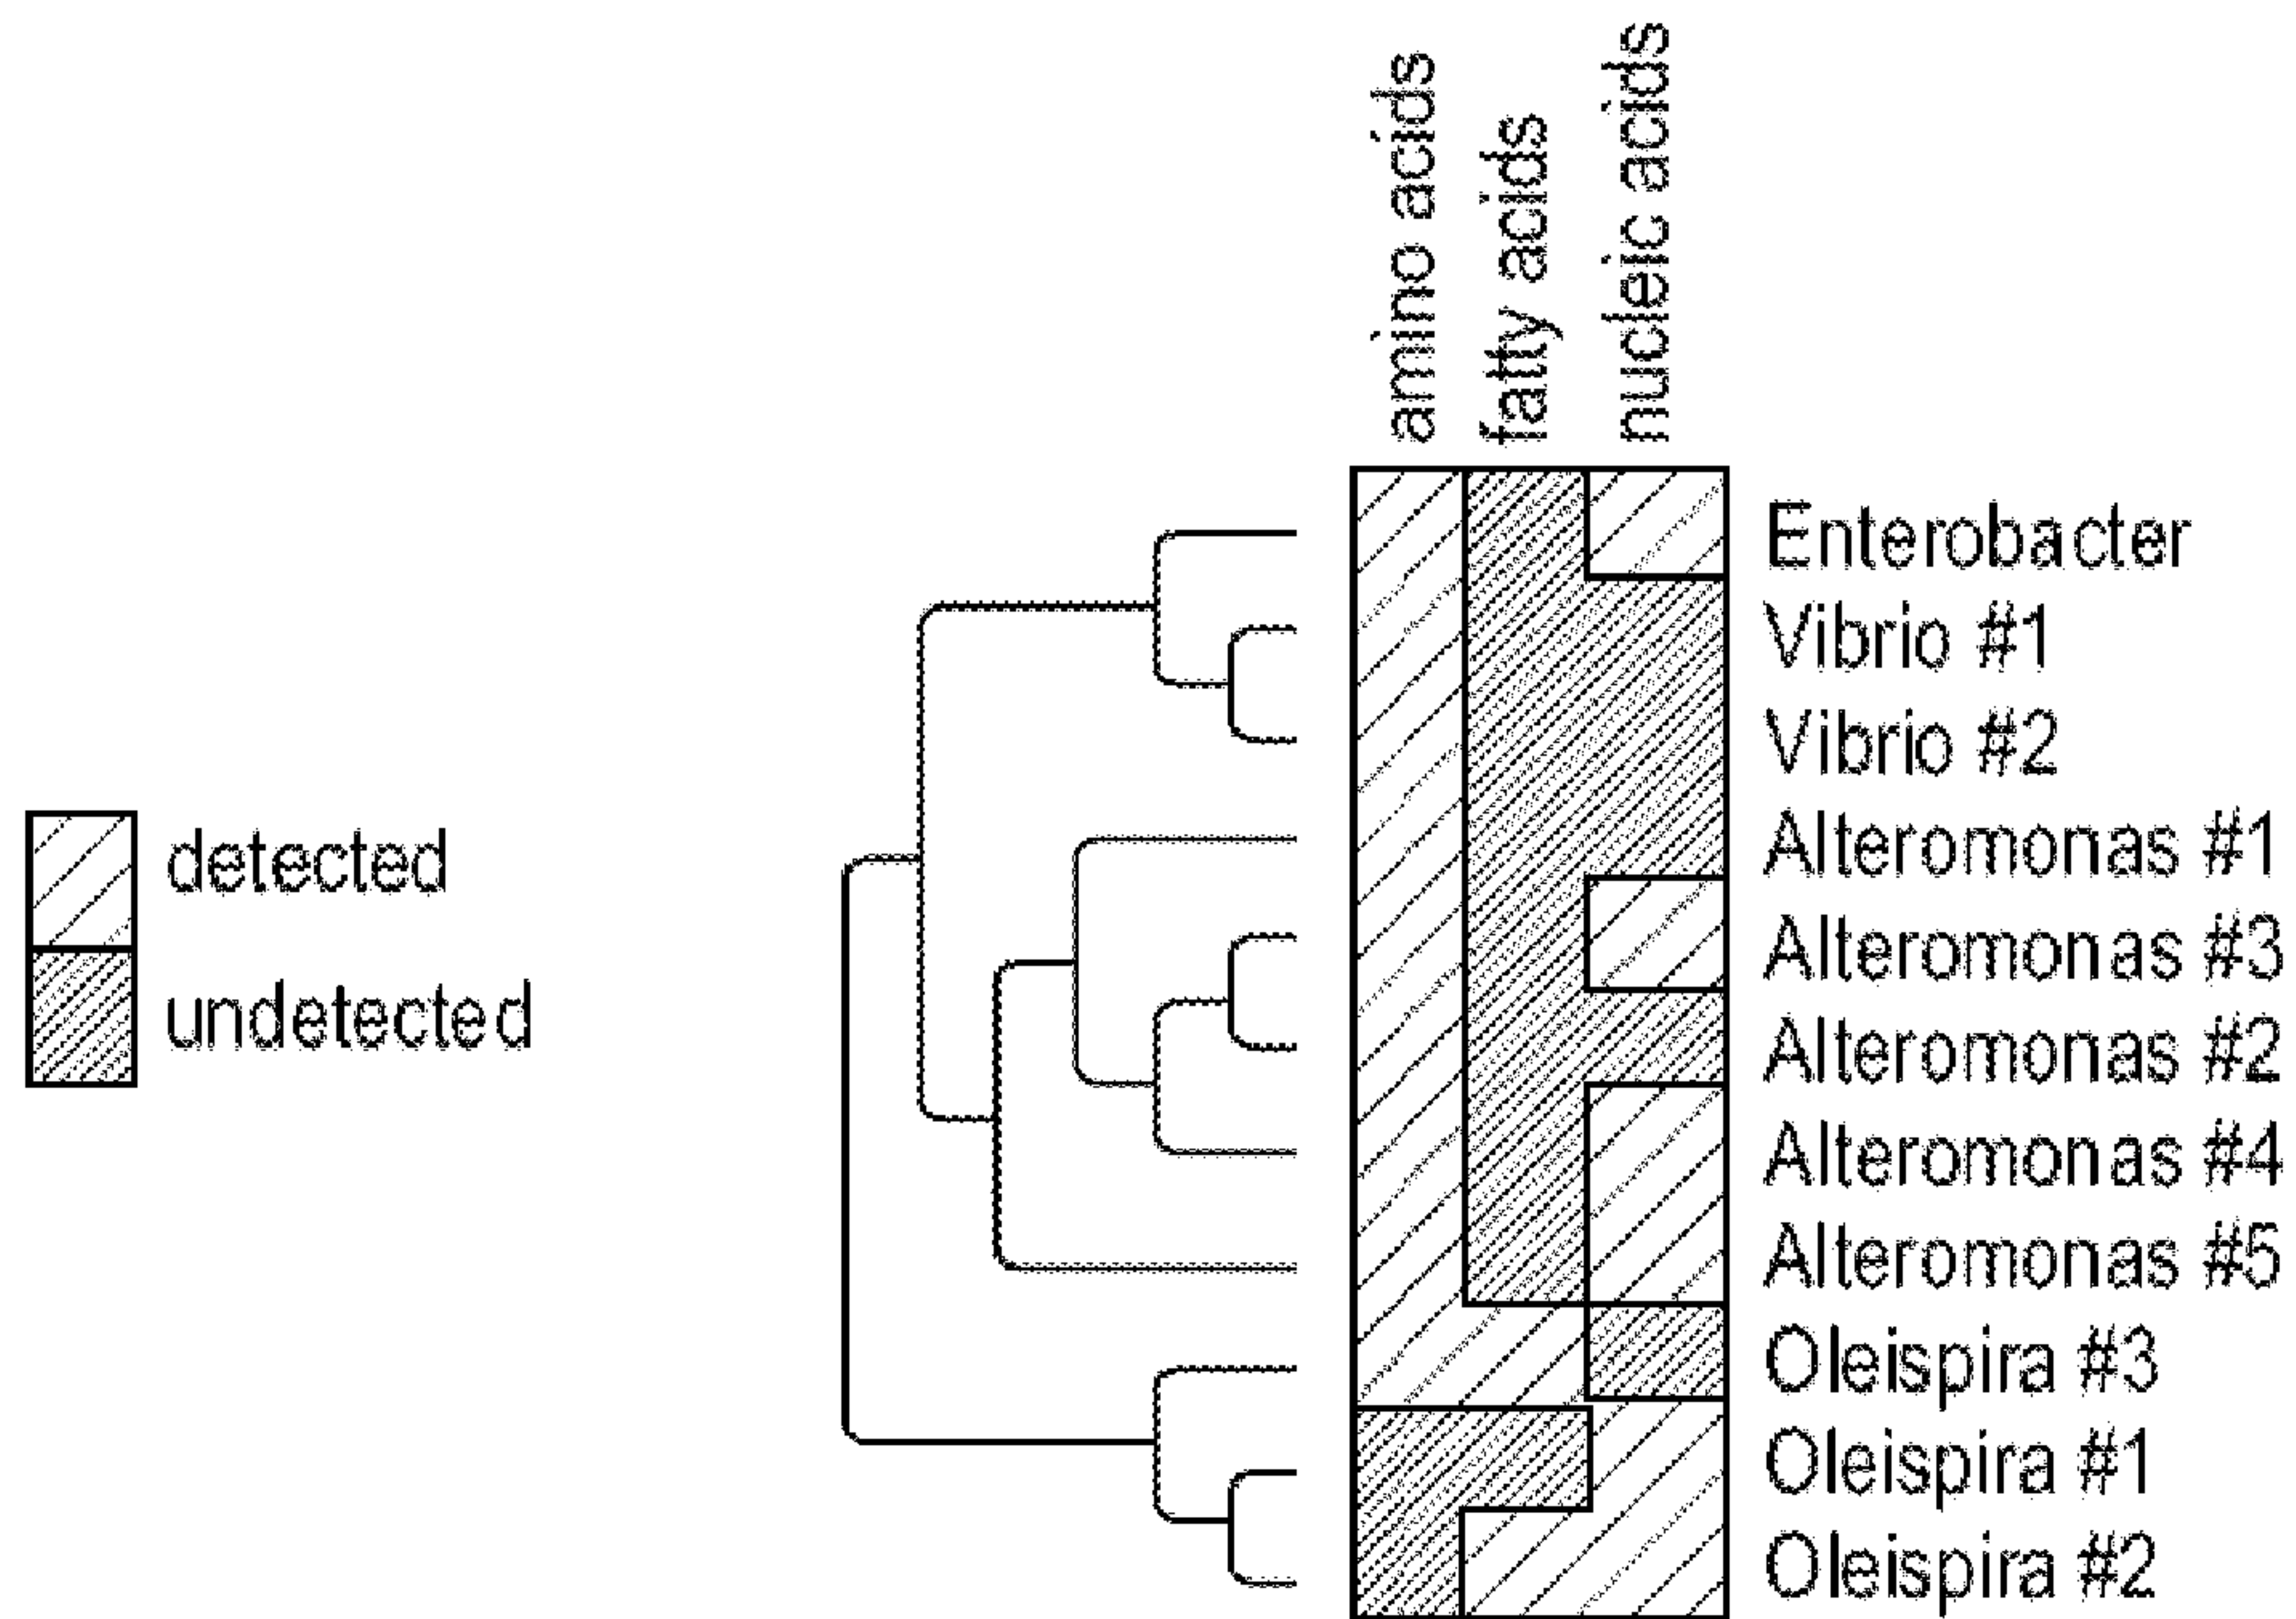 amino acids
fatty acids
nucleic acids
detected
undetected
Enterobacter
Vibrio #1
Vibrio #2
Alteromonas #1
Alteromonas #3
Alteromonas #2
Alteromonas #4
Alteromonas #5
Oleispira #3
Oleispira #1
Oleispira #2